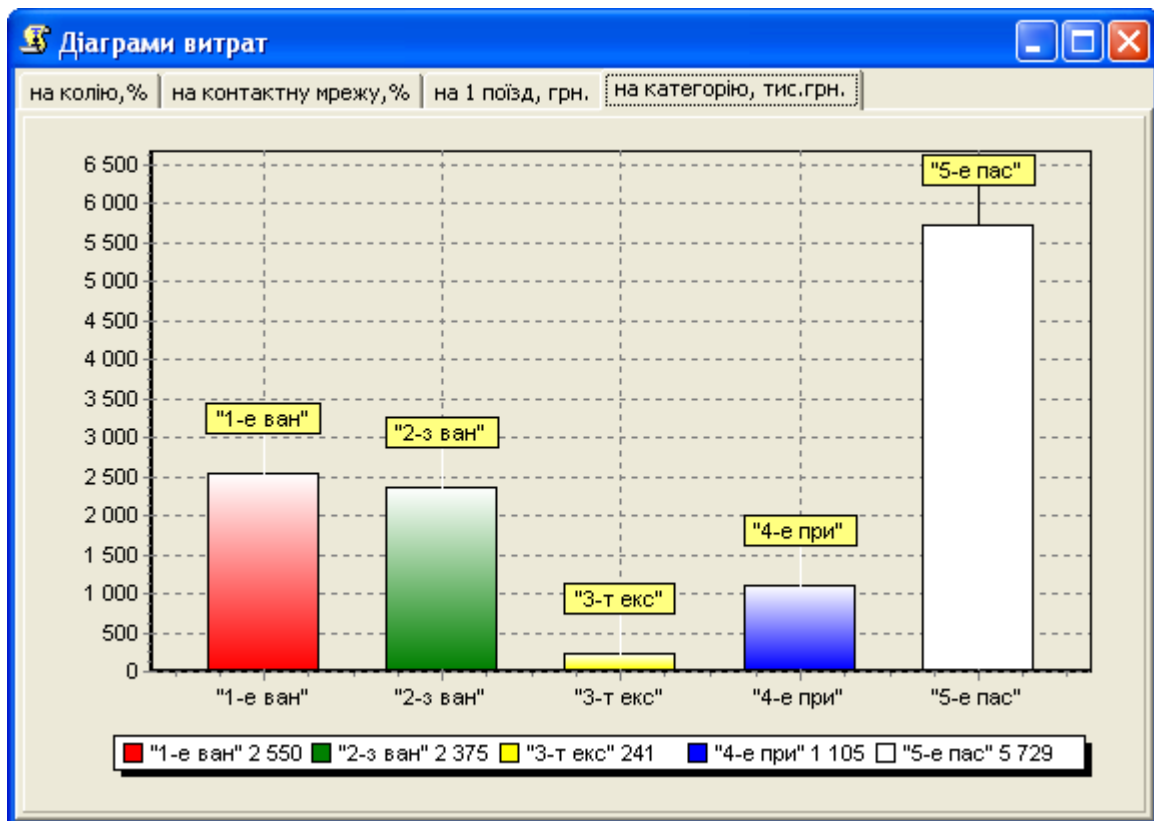 Діаграми витрат
на колію,% на контактну мрежу,% на 1 поїзд, грн. на категорію, тис.грн.
6 500
"5-е пас"
6 000
5 500
5 000
4 500
4 000
3 500
"1-е ван"
"2-з ван"
3 000
2 500
2 000
"4-е при"
1 500
1 000
"3-т екс"
500
0
"1-е ван" "2-з ван" "3-т екс" "4-е при" "5-е пас"
"1-е ван" 2 550 "2-з ван" 2 375 "3-т екс" 241 "4-е при" 1 105 "5-е пас" 5 729